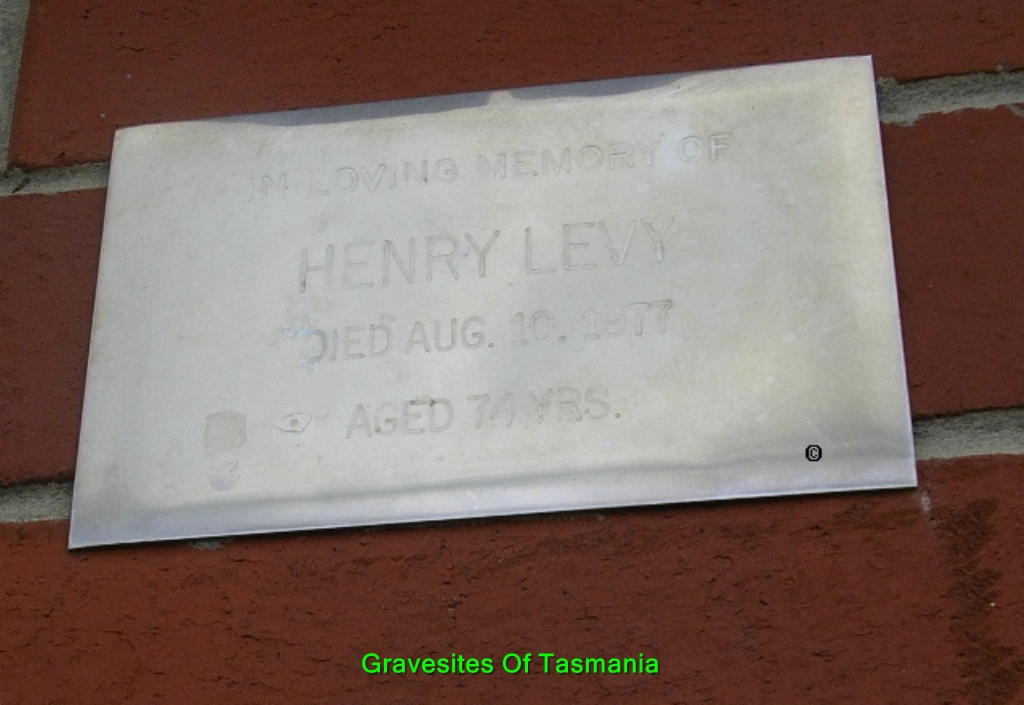 IN LOVING MEMORY OF
HENRY LEVY
DIED AUG. 10. 1977
AGED 74 YRS.
©
Gravesites Of Tasmania